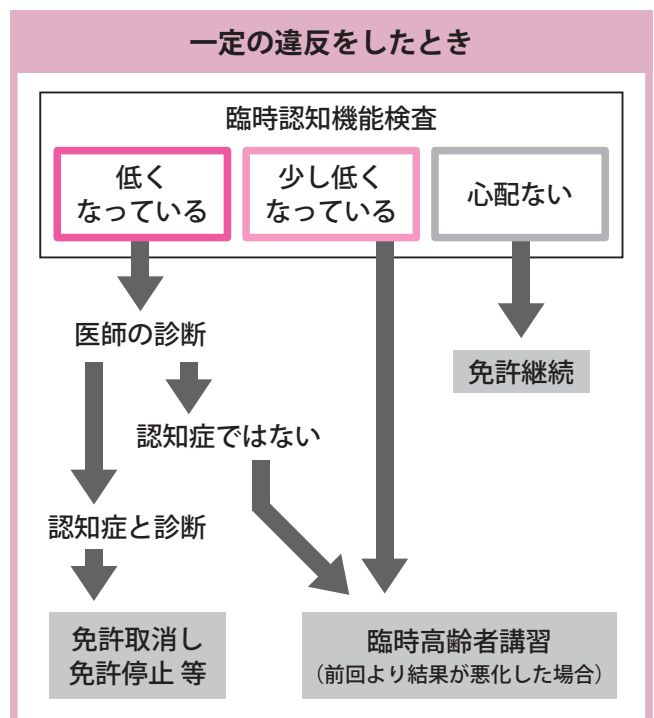 一定の違反をしたとき
臨時認知機能検査
低く
なっている
少し低く
なっている
心配ない
医師の診断
免許継続
認知症ではない
認知症と診断
免許取消し
免許停止 等
臨時高齢者講習
（前回より結果が悪化した場合）